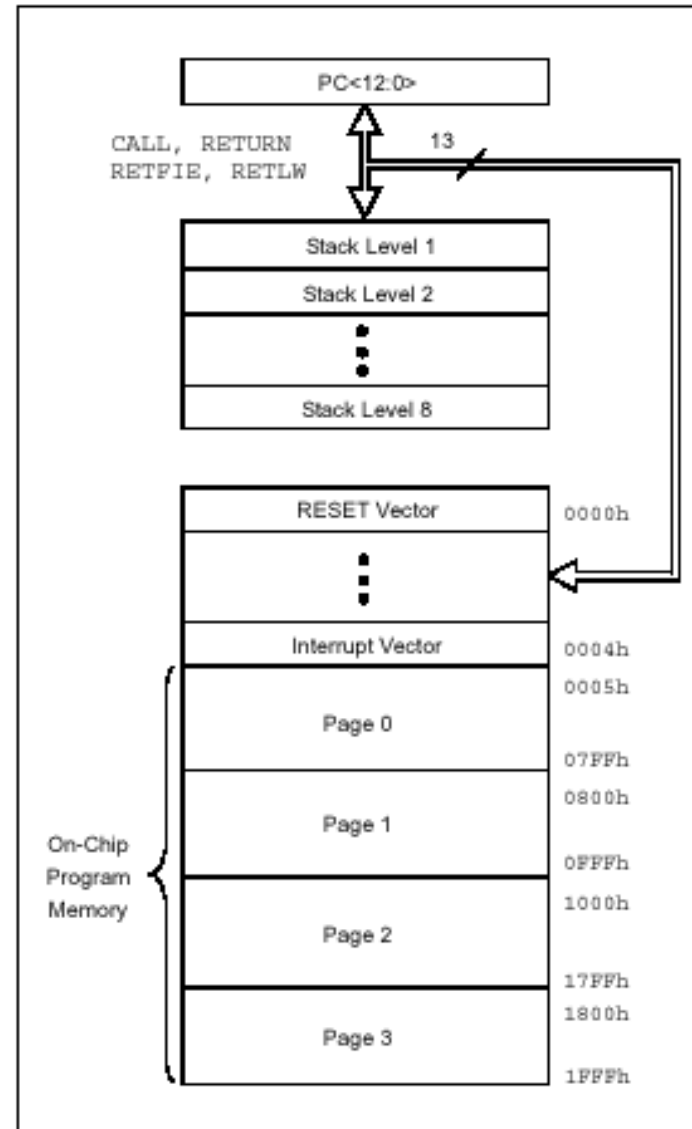 PC<12:0>
CALL, RETURN
RETFIE, RETLW
13
Stack Level 1
Stack Level 2
Stack Level 8
RESET Vector
0000h
Interrupt Vector
0004h
0005h
Page 0
07FFh
0800h
Page 1
0FFFh
On-Chip
Program
Memory
1000h
Page 2
17FFh
1800h
Page 3
1FFFh